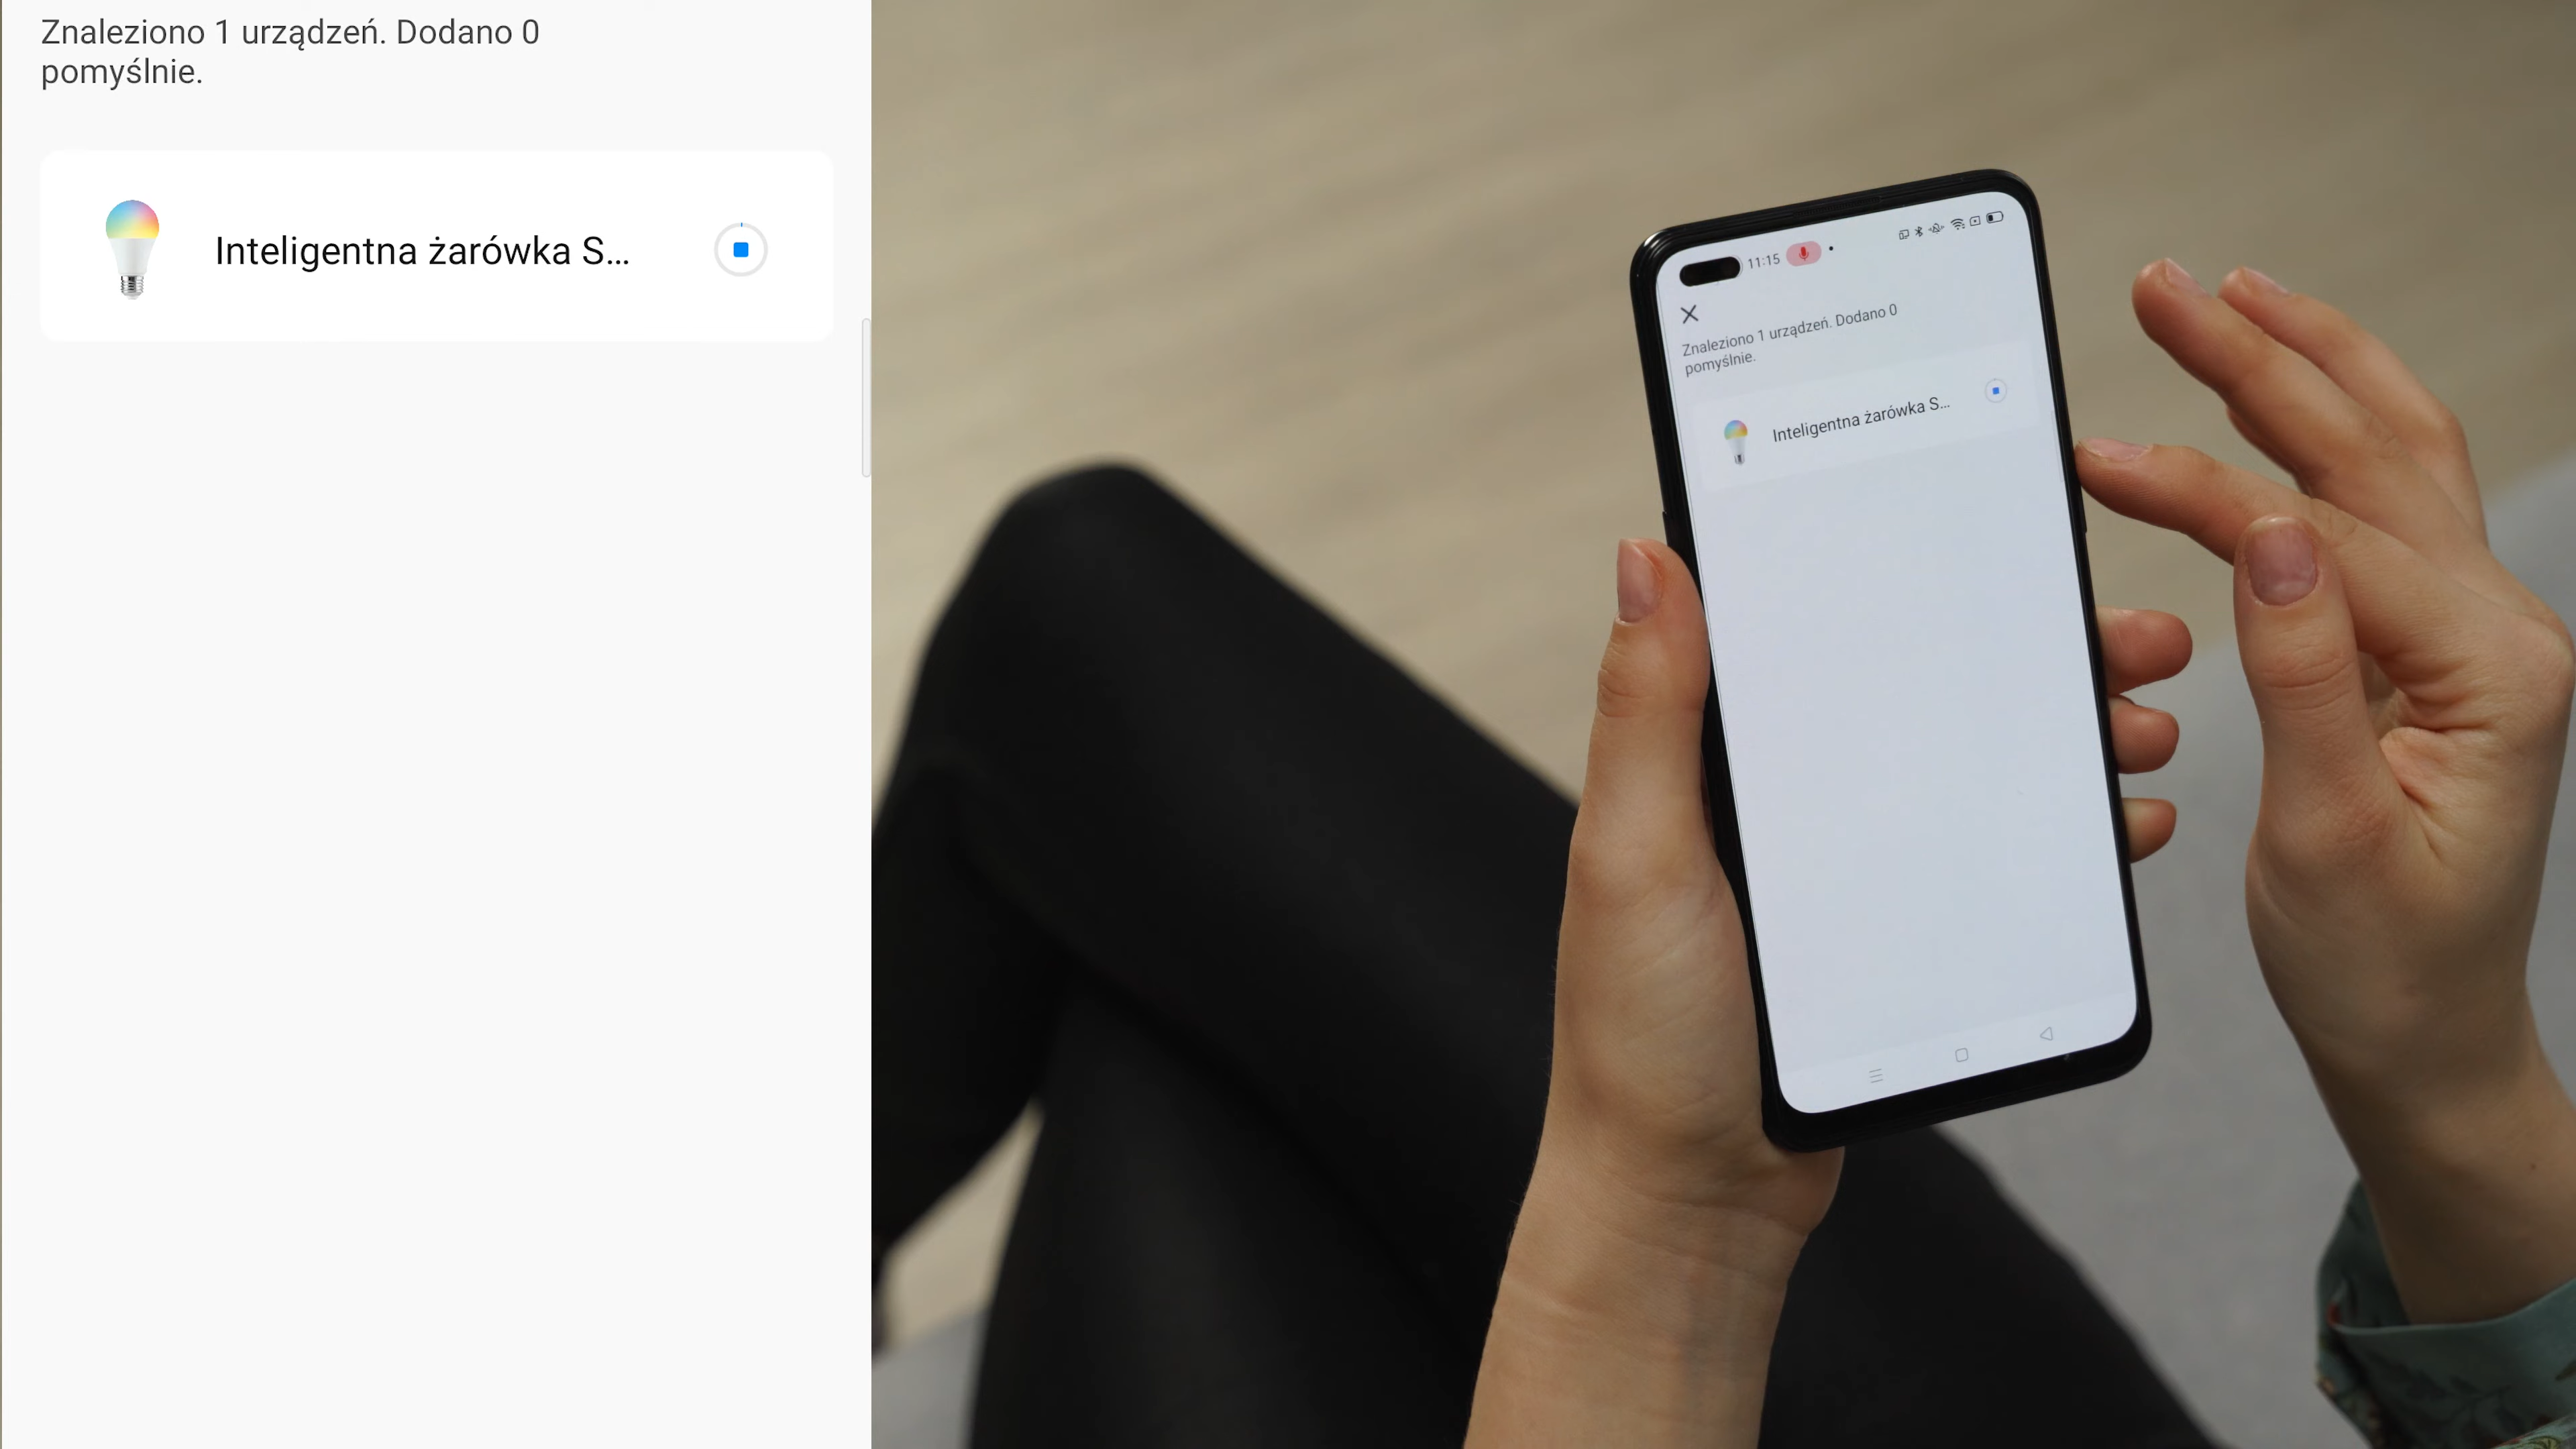 Znaleziono 1 urządzeń. Dodano 0
pomyślnie.
Inteligentna żarówka S...
11:15
Znaleziono 1 urządzeń. Dodano 0
pomyślnie.
Inteligentna żarówka S...